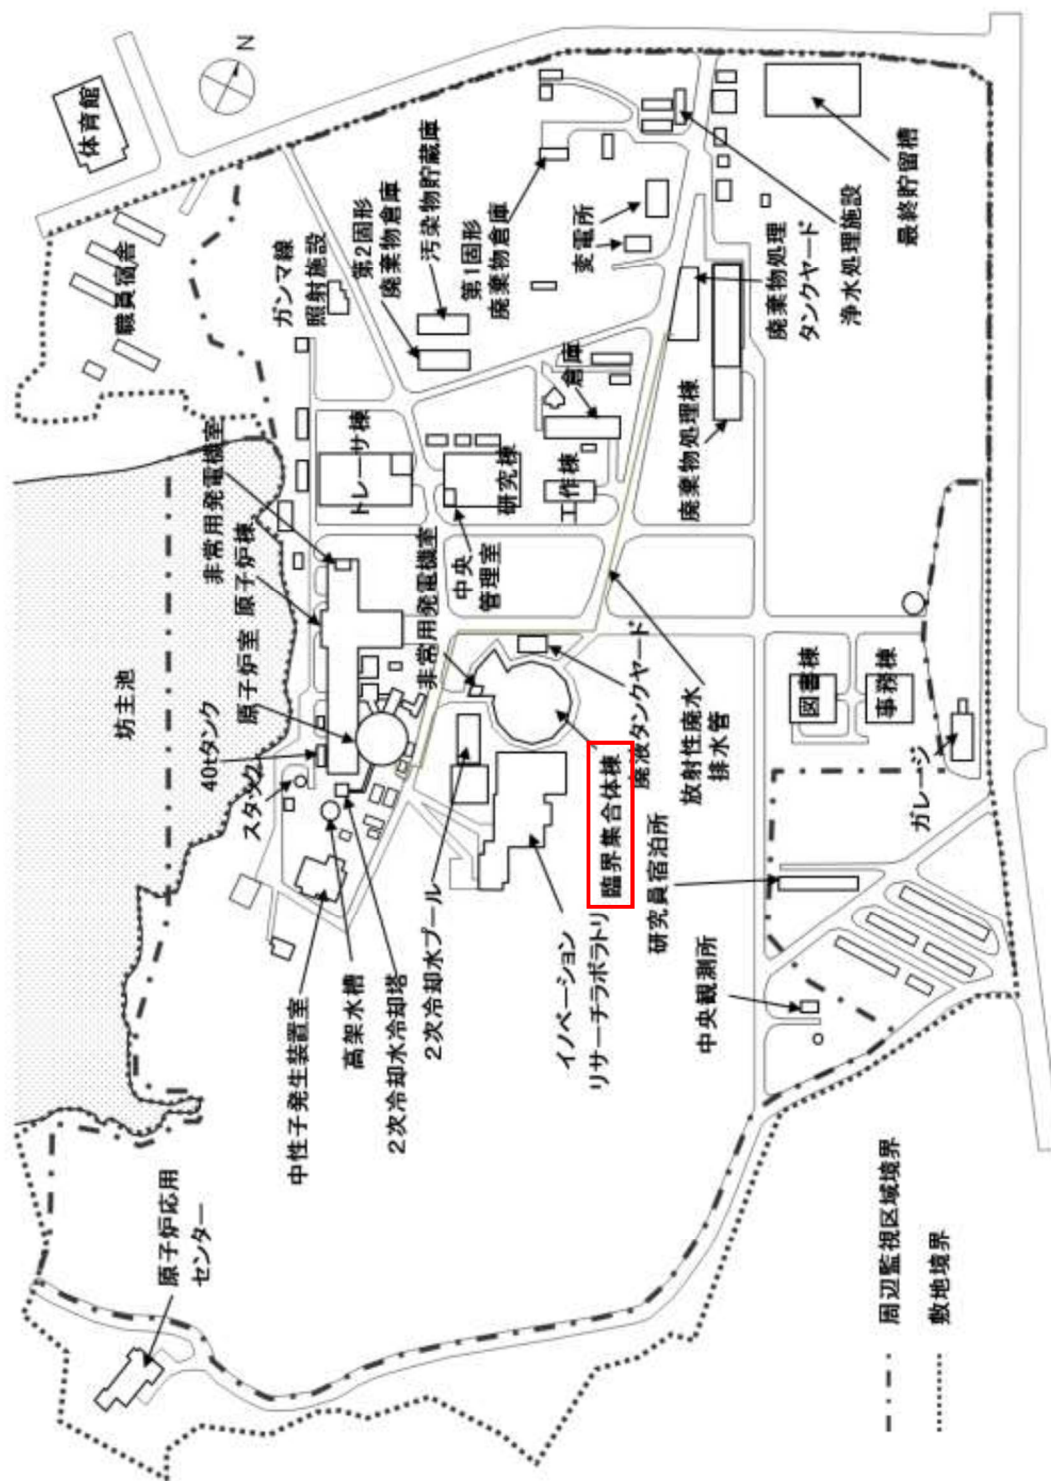 N
体育館
職員宿舎
ガンマ線
照射施設
第2固形
廃棄物倉庫
汚染物貯蔵庫
第1固形
廃棄物倉庫
変電所
廃棄物処理
タンクヤード
浄水処理施設
最終貯留槽
坊主池
非常用発電機室
原子炉棟
原子炉室
40tタンク
スタック
トレーサ棟
研究棟
中央
管理室
工作棟
倉庫
廃棄物処理棟
非常用発電機室
廃液タンクヤード
放射性廃水
排水管
図書棟
事務棟
ガレージ
臨界集合体棟
研究員宿泊所
イノベーション
リサーチラボラトリ
中央観測所
2次冷却水プール
2次冷却水冷却塔
高架水槽
中性子発生装置室
原子炉応用
センター
周辺監視区域境界
敷地境界